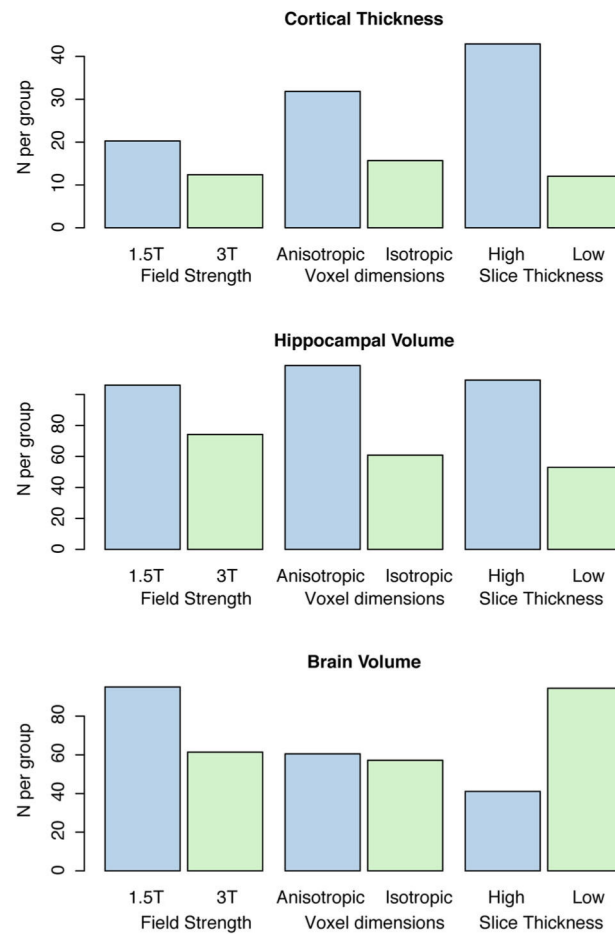 Cortical Thickness
N per group
40
30
20
10
0
1.5T 3T Anisotropic Isotropic High Low
Field Strength Voxel dimensions Slice Thickness
Hippocampal Volume
N per group
80
60
40
20
0
1.5T 3T Anisotropic Isotropic High Low
Field Strength Voxel dimensions Slice Thickness
Brain Volume
N per group
80
60
40
20
0
1.5T 3T Anisotropic Isotropic High Low
Field Strength Voxel dimensions Slice Thickness